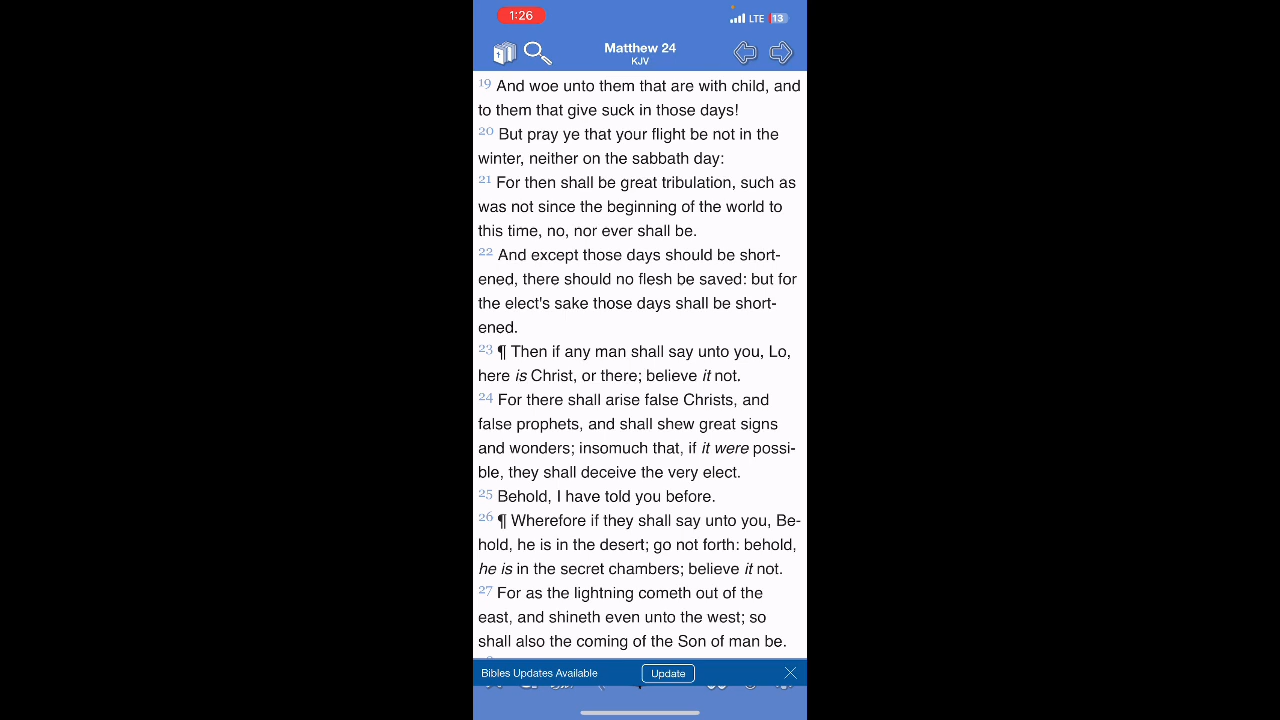 1:26
LTE 13
Matthew 24
KJV
19 And woe unto them that are with child, and
to them that give suck in those days!
20 But pray ye that your flight be not in the
winter, neither on the sabbath day:
21 For then shall be great tribulation, such as
was not since the beginning of the world to
this time, no, nor ever shall be.
22 And except those days should be short-
ened, there should no flesh be saved: but for
the elect's sake those days shall be short-
ened.
23 ¶ Then if any man shall say unto you, Lo,
here is Christ, or there; believe it not.
24 For there shall arise false Christs, and
false prophets, and shall shew great signs
and wonders; insomuch that, if it were possi-
ble, they shall deceive the very elect.
25 Behold, I have told you before.
26 ¶ Wherefore if they shall say unto you, Be-
hold, he is in the desert; go not forth: behold,
he is in the secret chambers; believe it not.
27 For as the lightning cometh out of the
east, and shineth even unto the west; so
shall also the coming of the Son of man be.
Bibles Updates Available Update